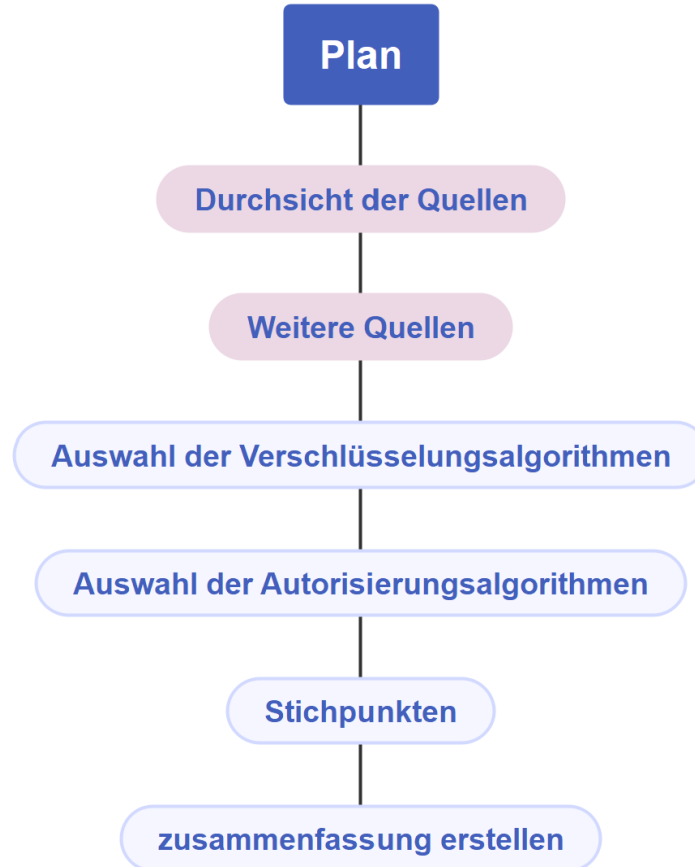 Plan
Durchsicht der Quellen
Weitere Quellen
Auswahl der Verschlüsselungsalgorithmen
Auswahl der Autorisierungsalgorithmen
Stichpunkten
zusammenfassung erstellen